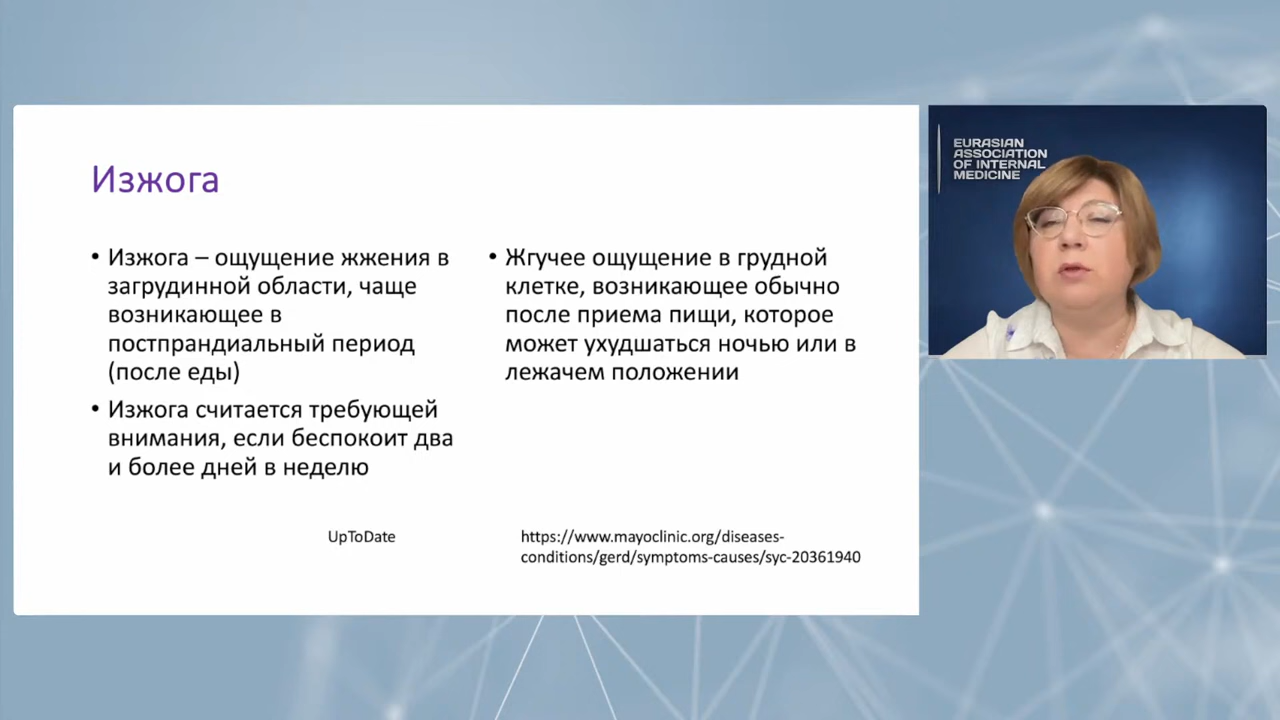 Изжога
• Изжога – ощущение жжения в
загрудинной области, чаще
возникающее в
постпрандиальный период
(после еды)
• Изжога считается требующей
внимания, если беспокоит два
и более дней в неделю
UpToDate
• Жгучее ощущение в грудной
клетке, возникающее обычно
после приема пищи, которое
может ухудшаться ночью или в
лежачем положении
https://www.mayoclinic.org/diseases-
conditions/gerd/symptoms-causes/syc-20361940
EURASIAN
ASSOCIATION
OF INTERNAL
MEDICINE